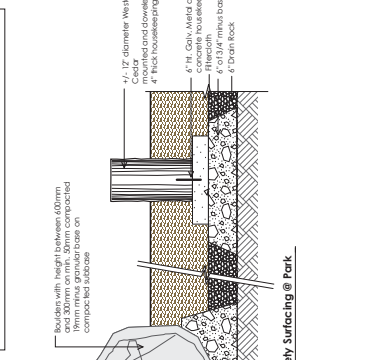 +/- 12" diameter West
Cedar
mounted and dowele
4" thick housekeeping
6" ht. Galv. Metal d
concrete housekee
Filtercloth
6" of 3/4" minus bas
6" Drain Rock
Boulders with height between 600mm
and 300mm on min. 50mm compacted
19mm minus granular base on
compacted subbase
ety Surfacing @ Park